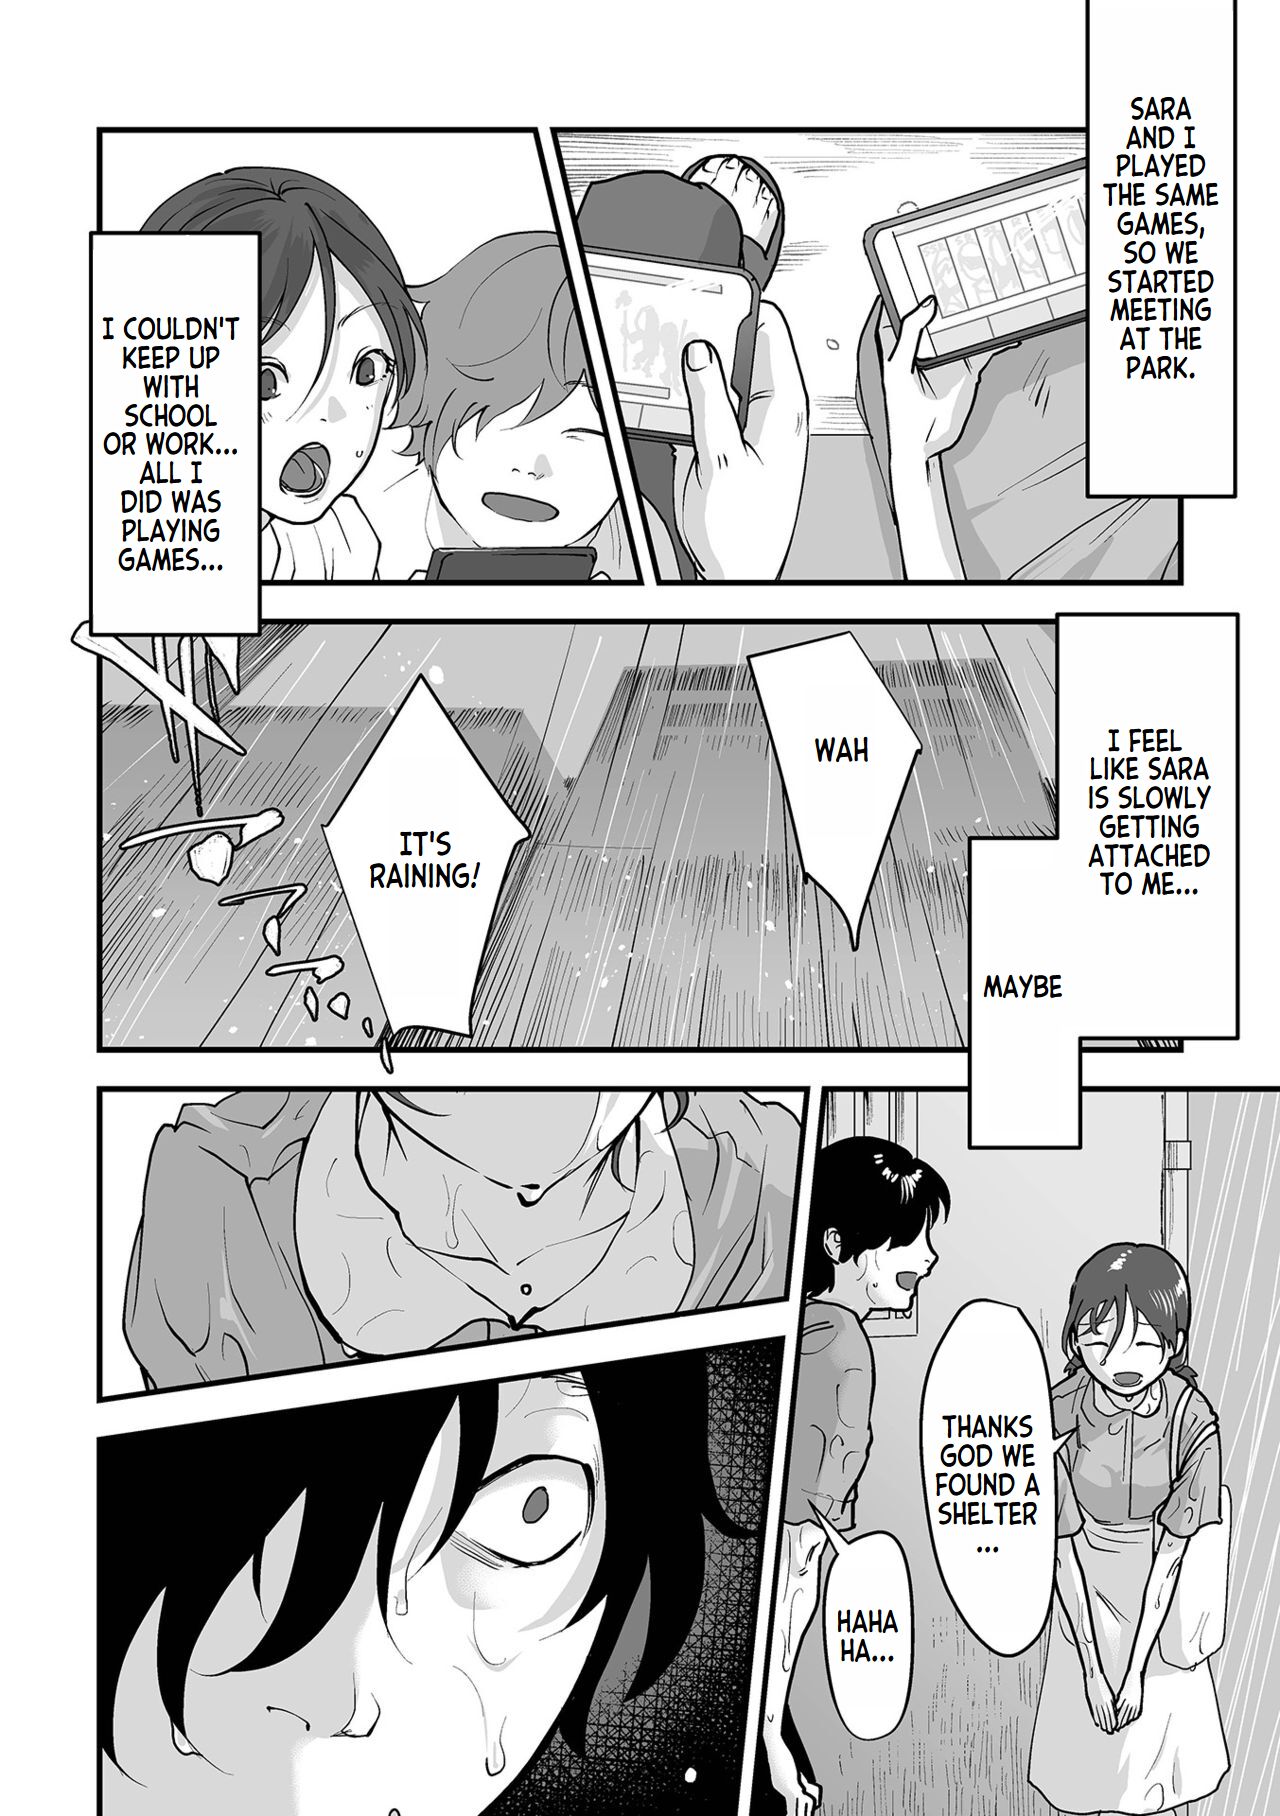 SARA
AND I
PLAYED
THE SAME
GAMES,
SO WE
STARTED
MEETING
AT THE
PARK.
I COULDN'T
KEEP UP
WITH
SCHOOL
OR WORK...
ALL I
DID WAS
PLAYING
GAMES...
I FEEL
LIKE SARA
IS SLOWLY
GETTING
ATTACHED
TO ME...
MAYBE
WAH
IT'S
RAINING!
THANKS
GOD WE
FOUND A
SHELTER
...
HAHA
HA...